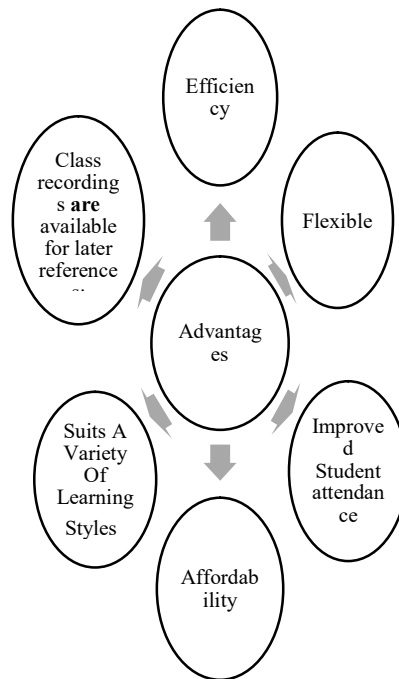 Efficien
cy
Class
recording
s are
available
for later
reference
Flexible
Advantag
es
Suits A
Variety
Of
Learning
Styles
Improve
d
Student
attendan
ce
Affordab
ility